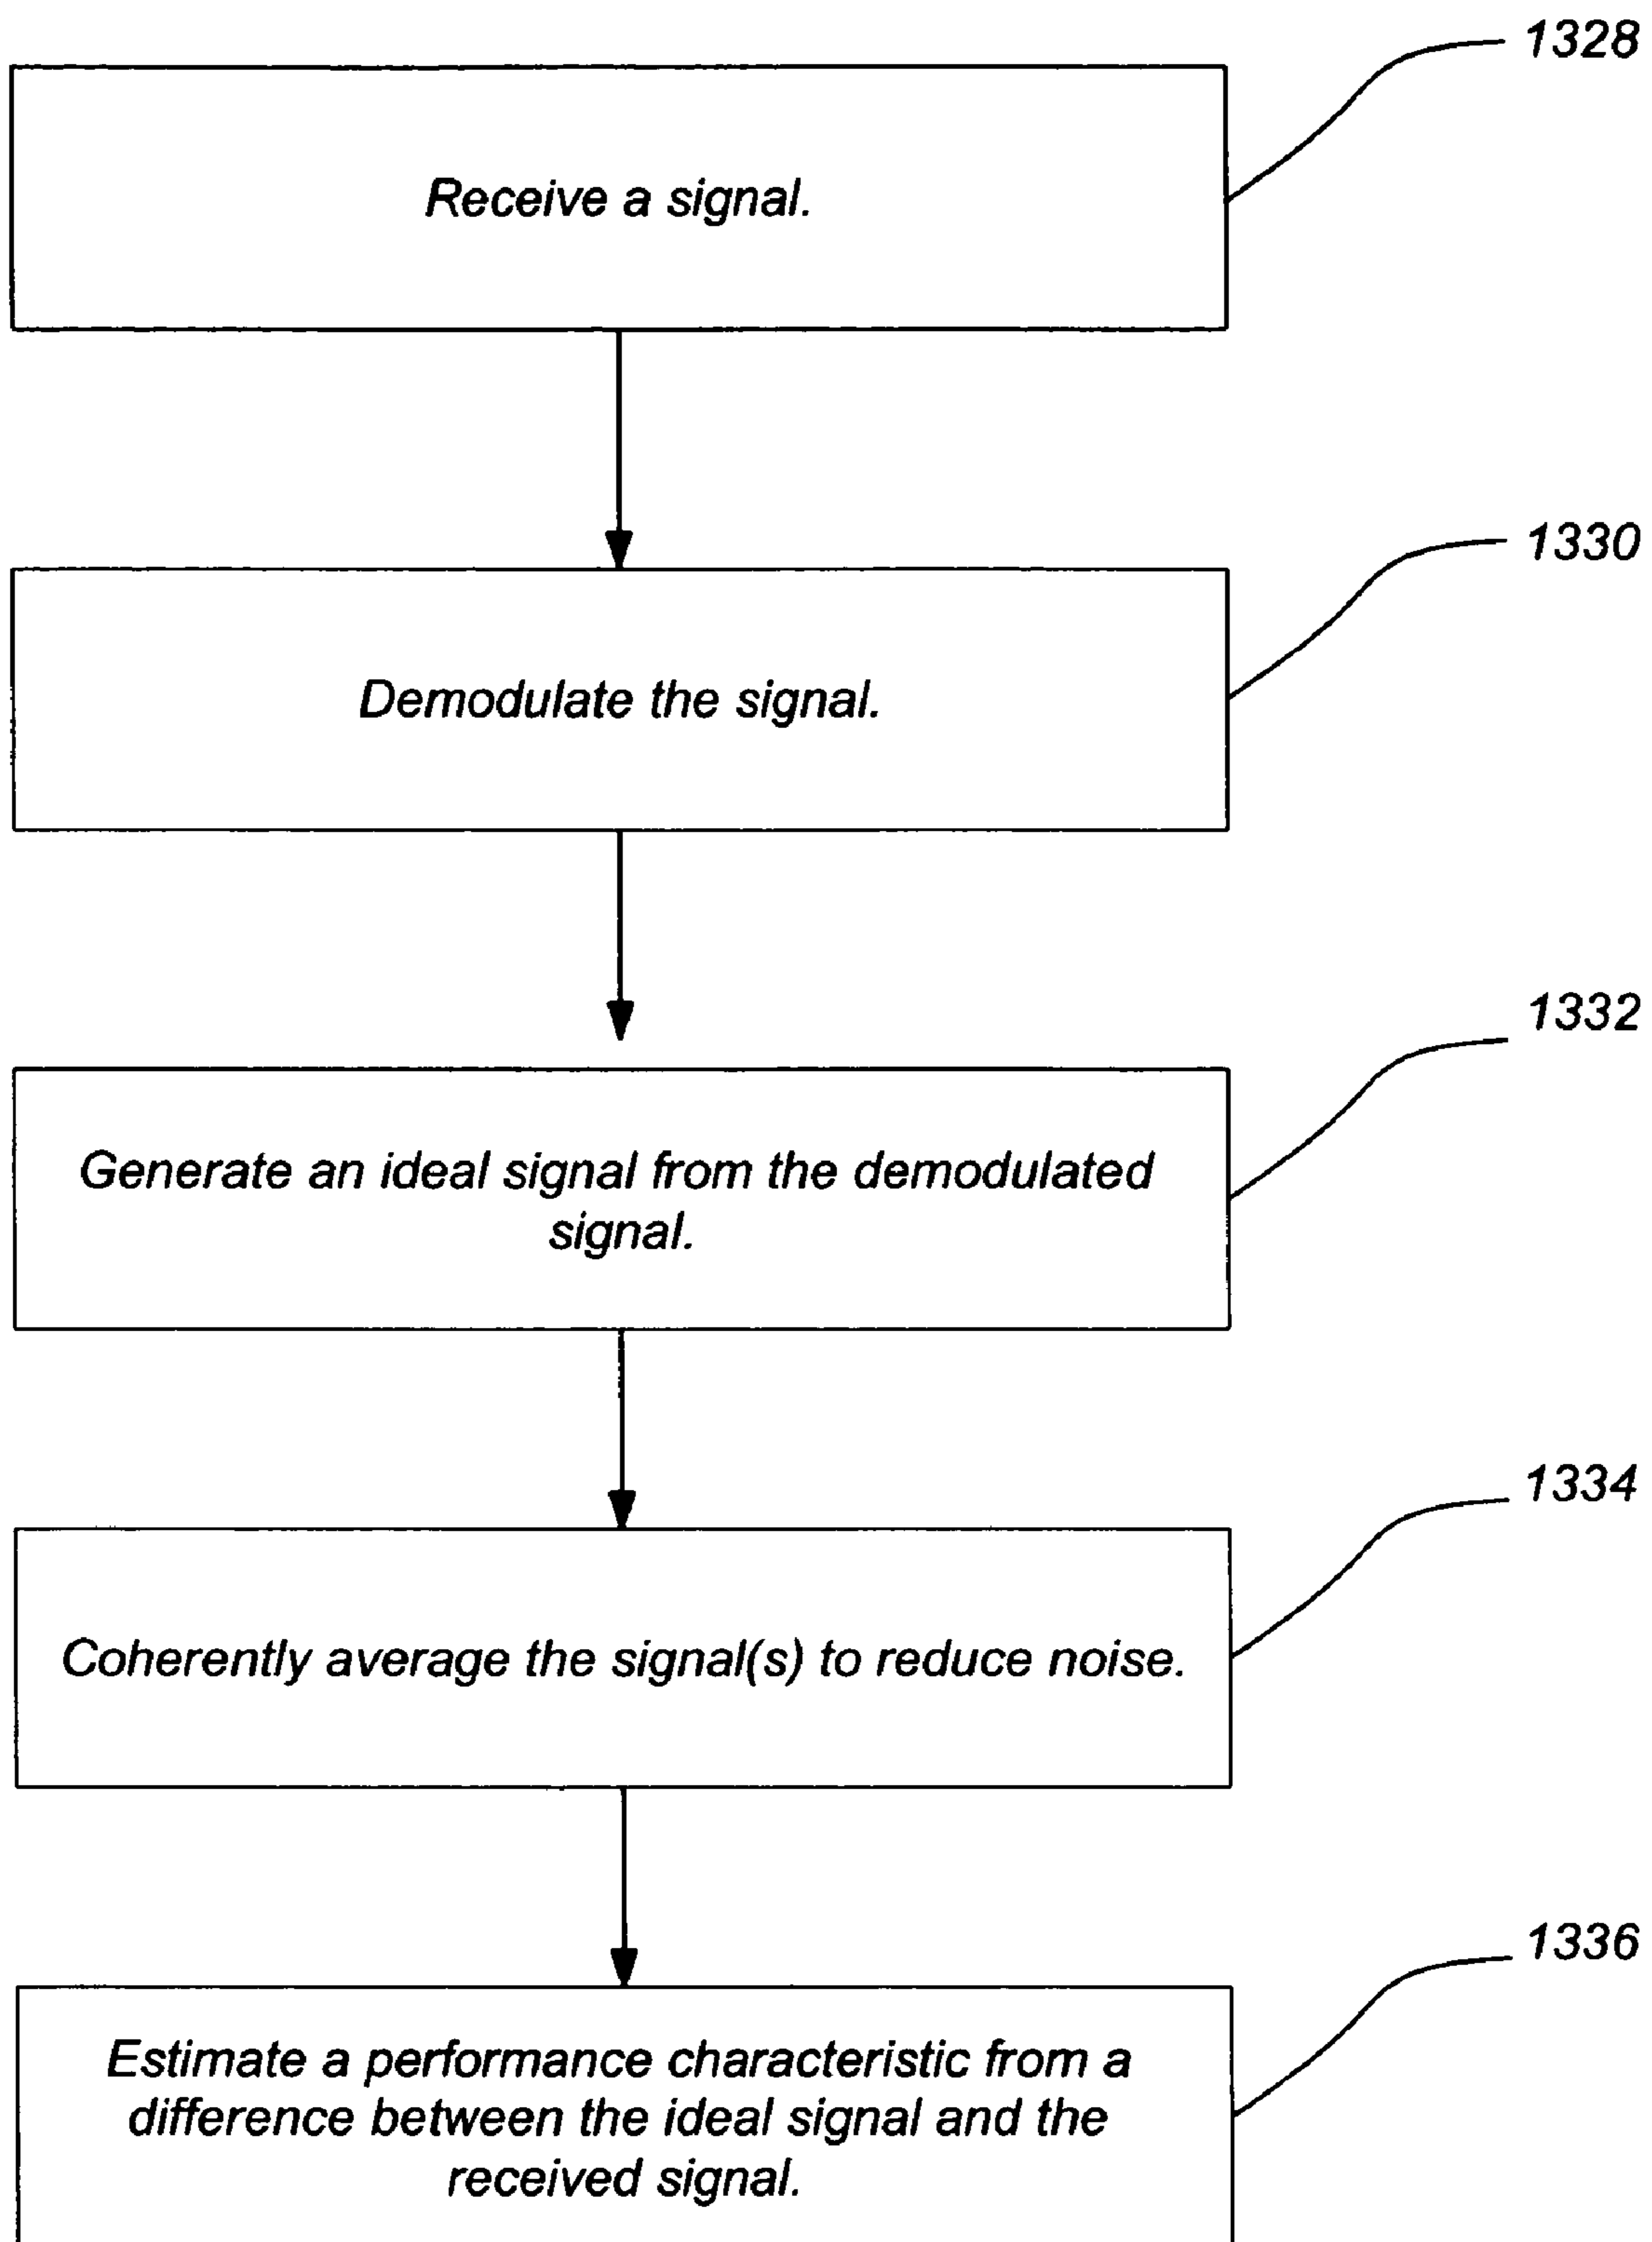 1328
Receive a signal.
1330
Demodulate the signal.
1332
Generate an ideal signal from the demodulated
signal.
1334
Coherently average the signal(s) to reduce noise.
1336
Estimate a performance characteristic from a
difference between the ideal signal and the
received signal.